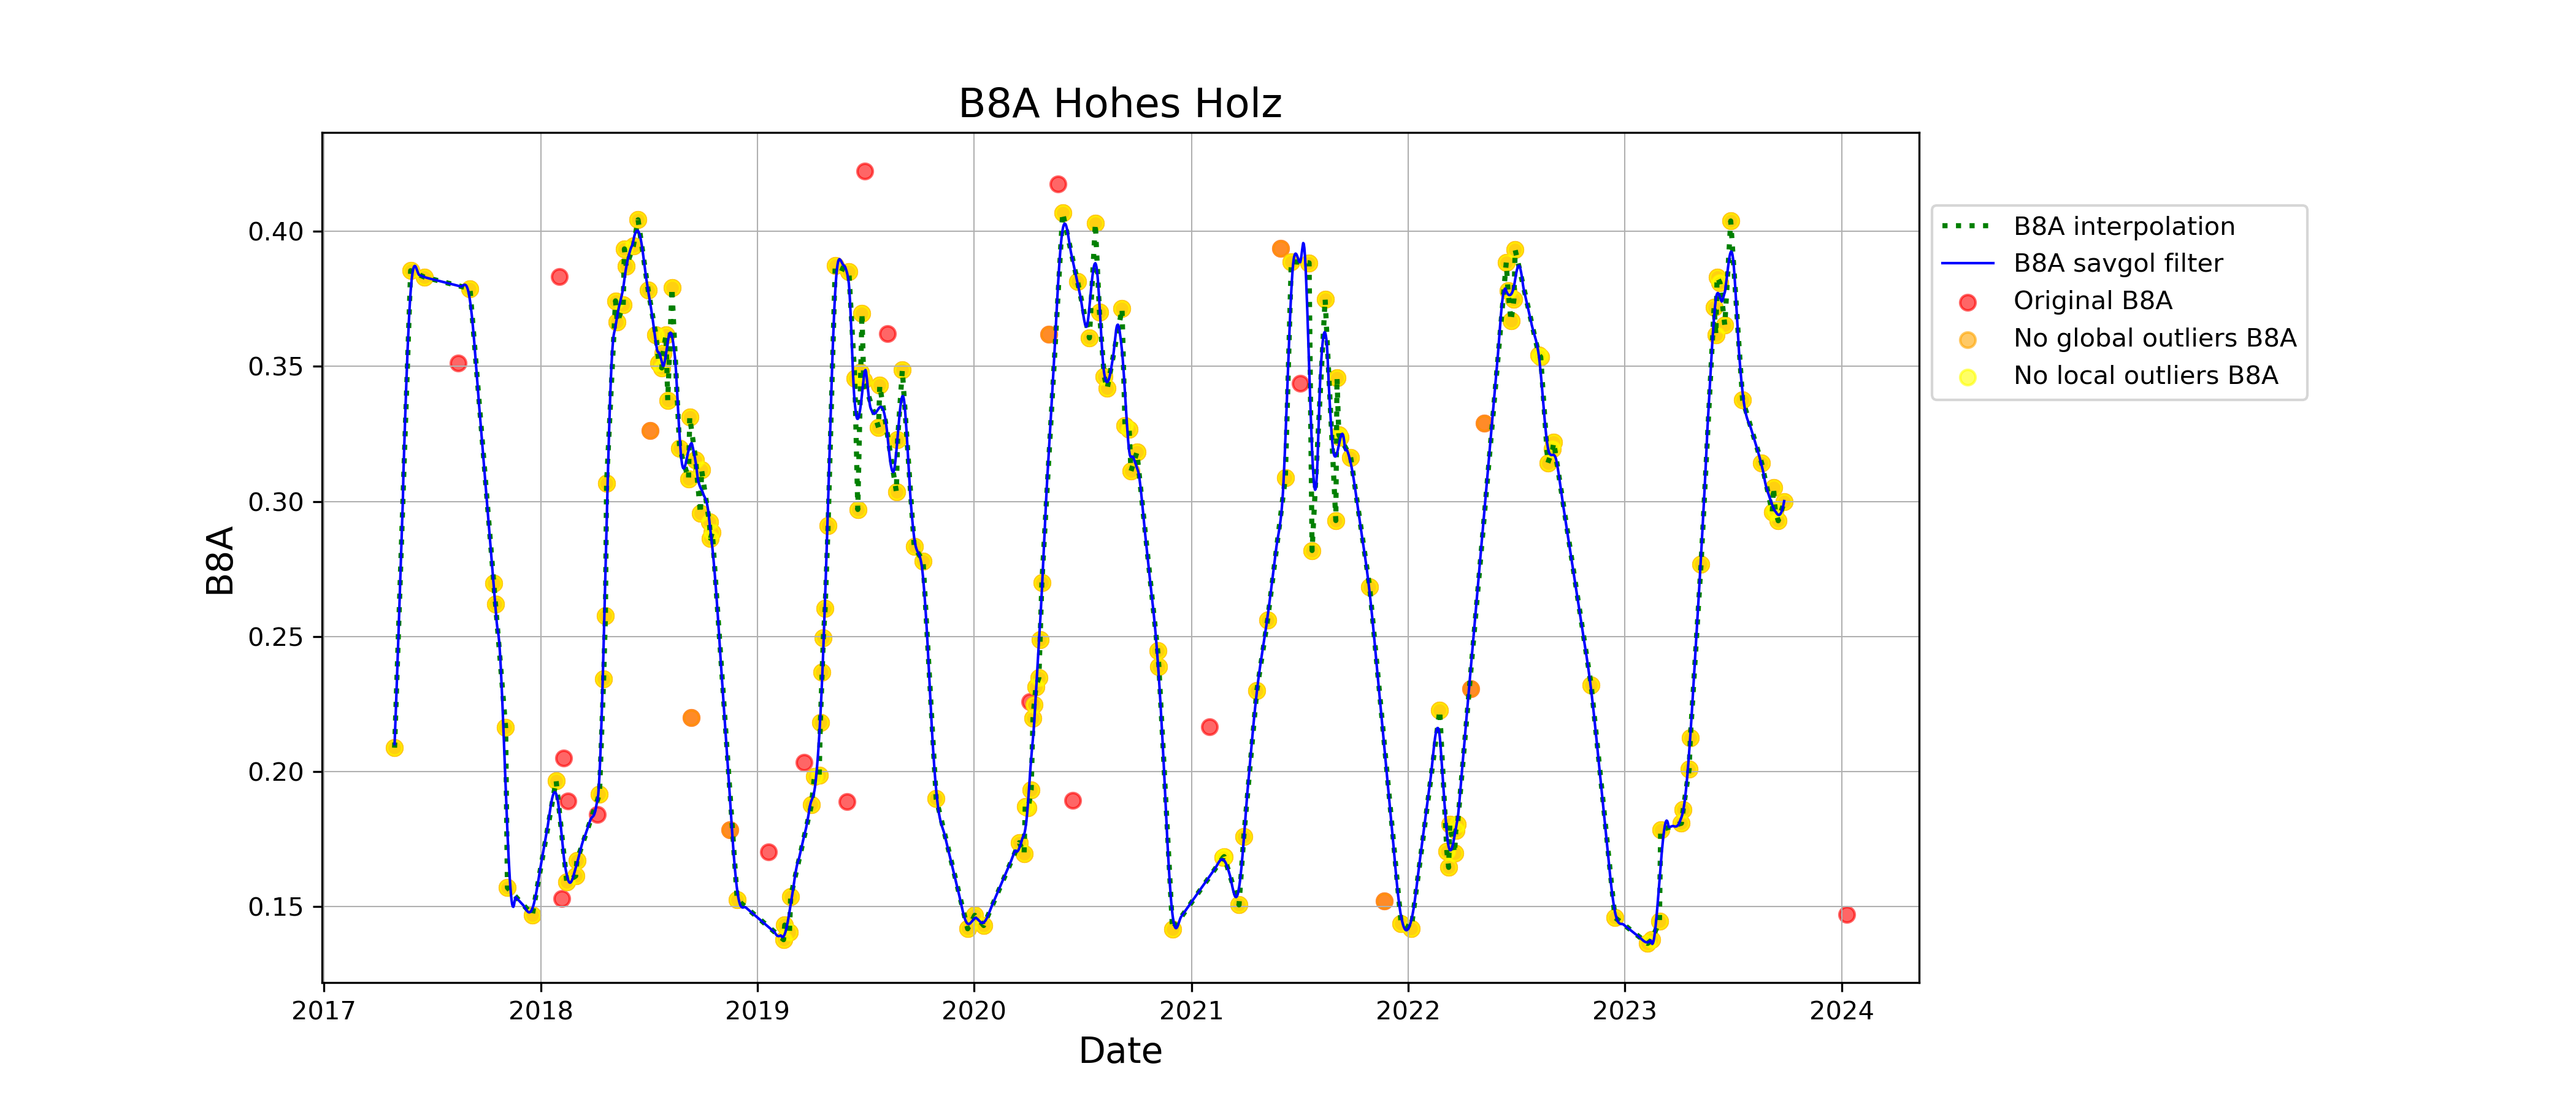 B8A Hohes Holz
B8A interpolation
B8A savgol filter
Original B8A
No global outliers B8A
No local outliers B8A
B8A
0.40
0.35
0.30
0.25
0.20
0.15
2017 2018 2019 2020 2021 2022 2023 2024
Date